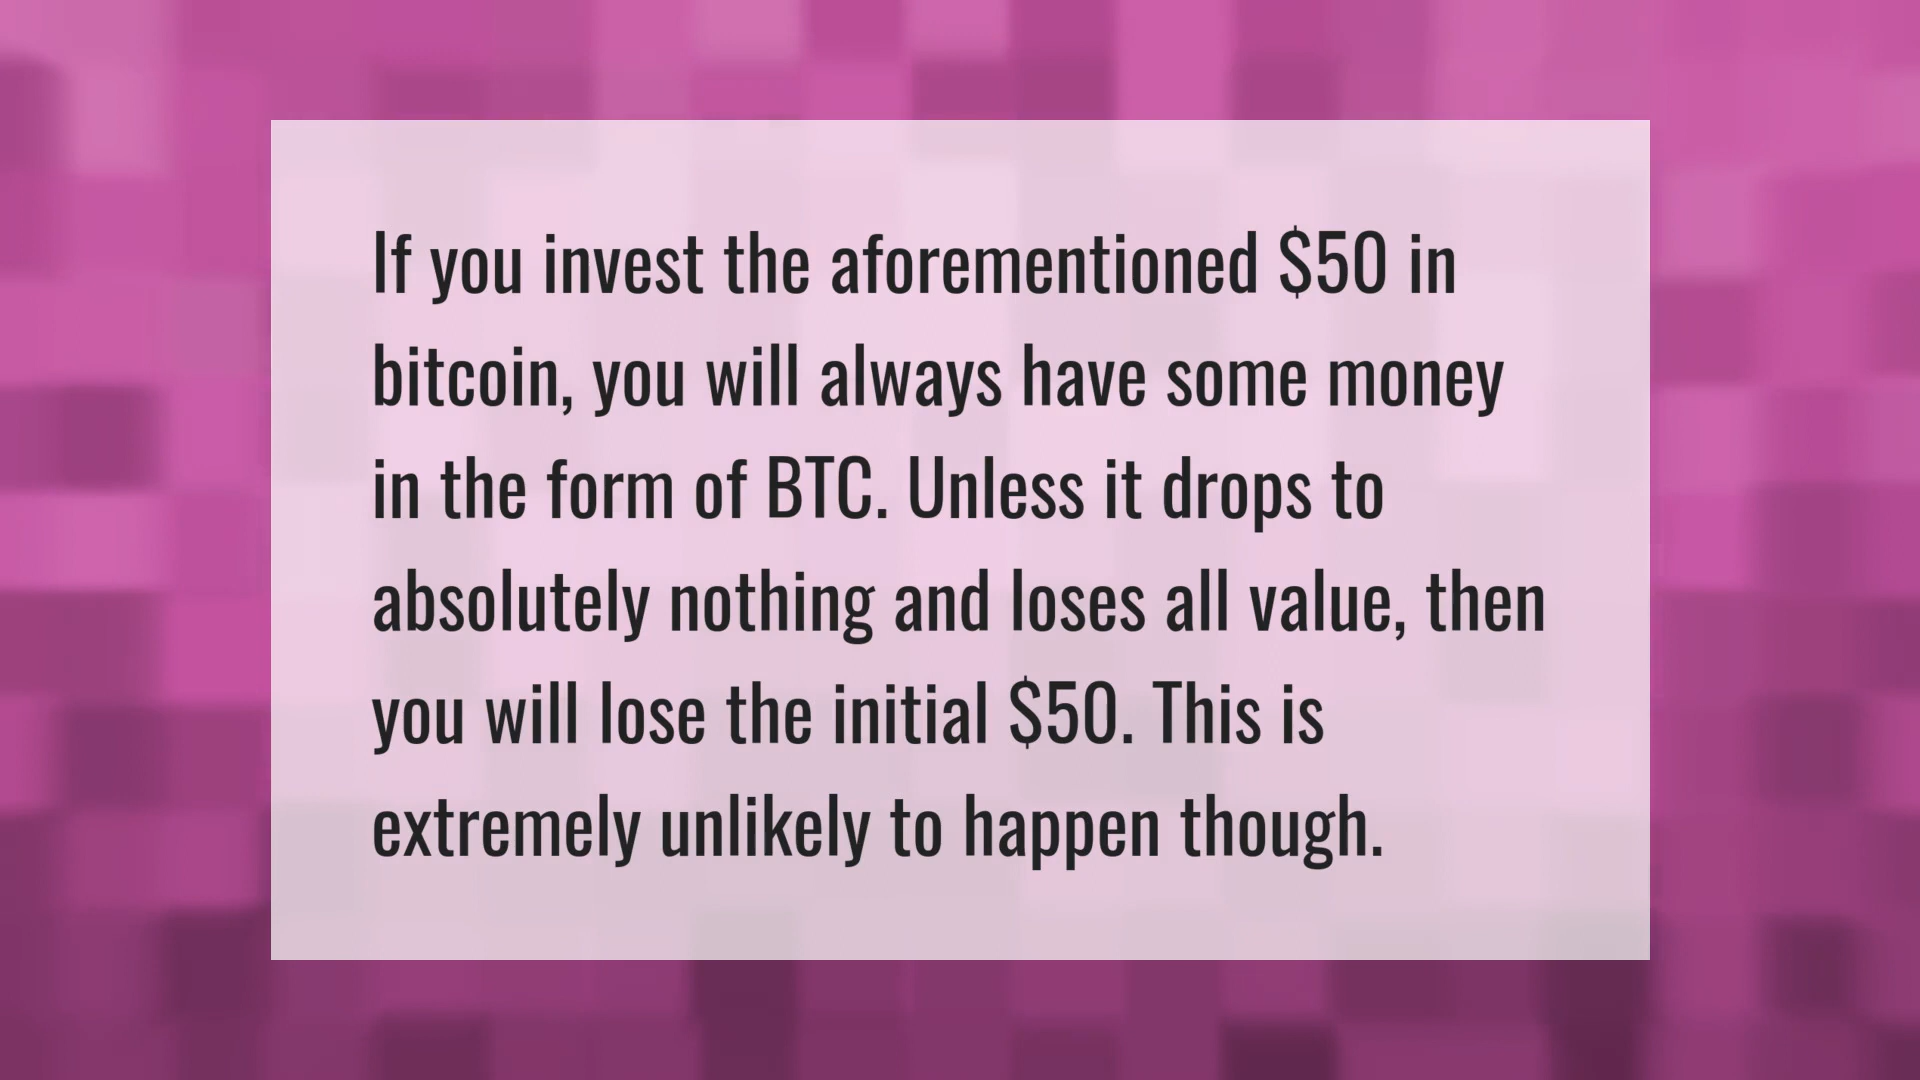 If you invest the aforementioned $50 in
bitcoin, you will always have some money
in the form of BTC. Unless it drops to
absolutely nothing and loses all value, then
you will lose the initial $50. This is
extremely unlikely to happen though.